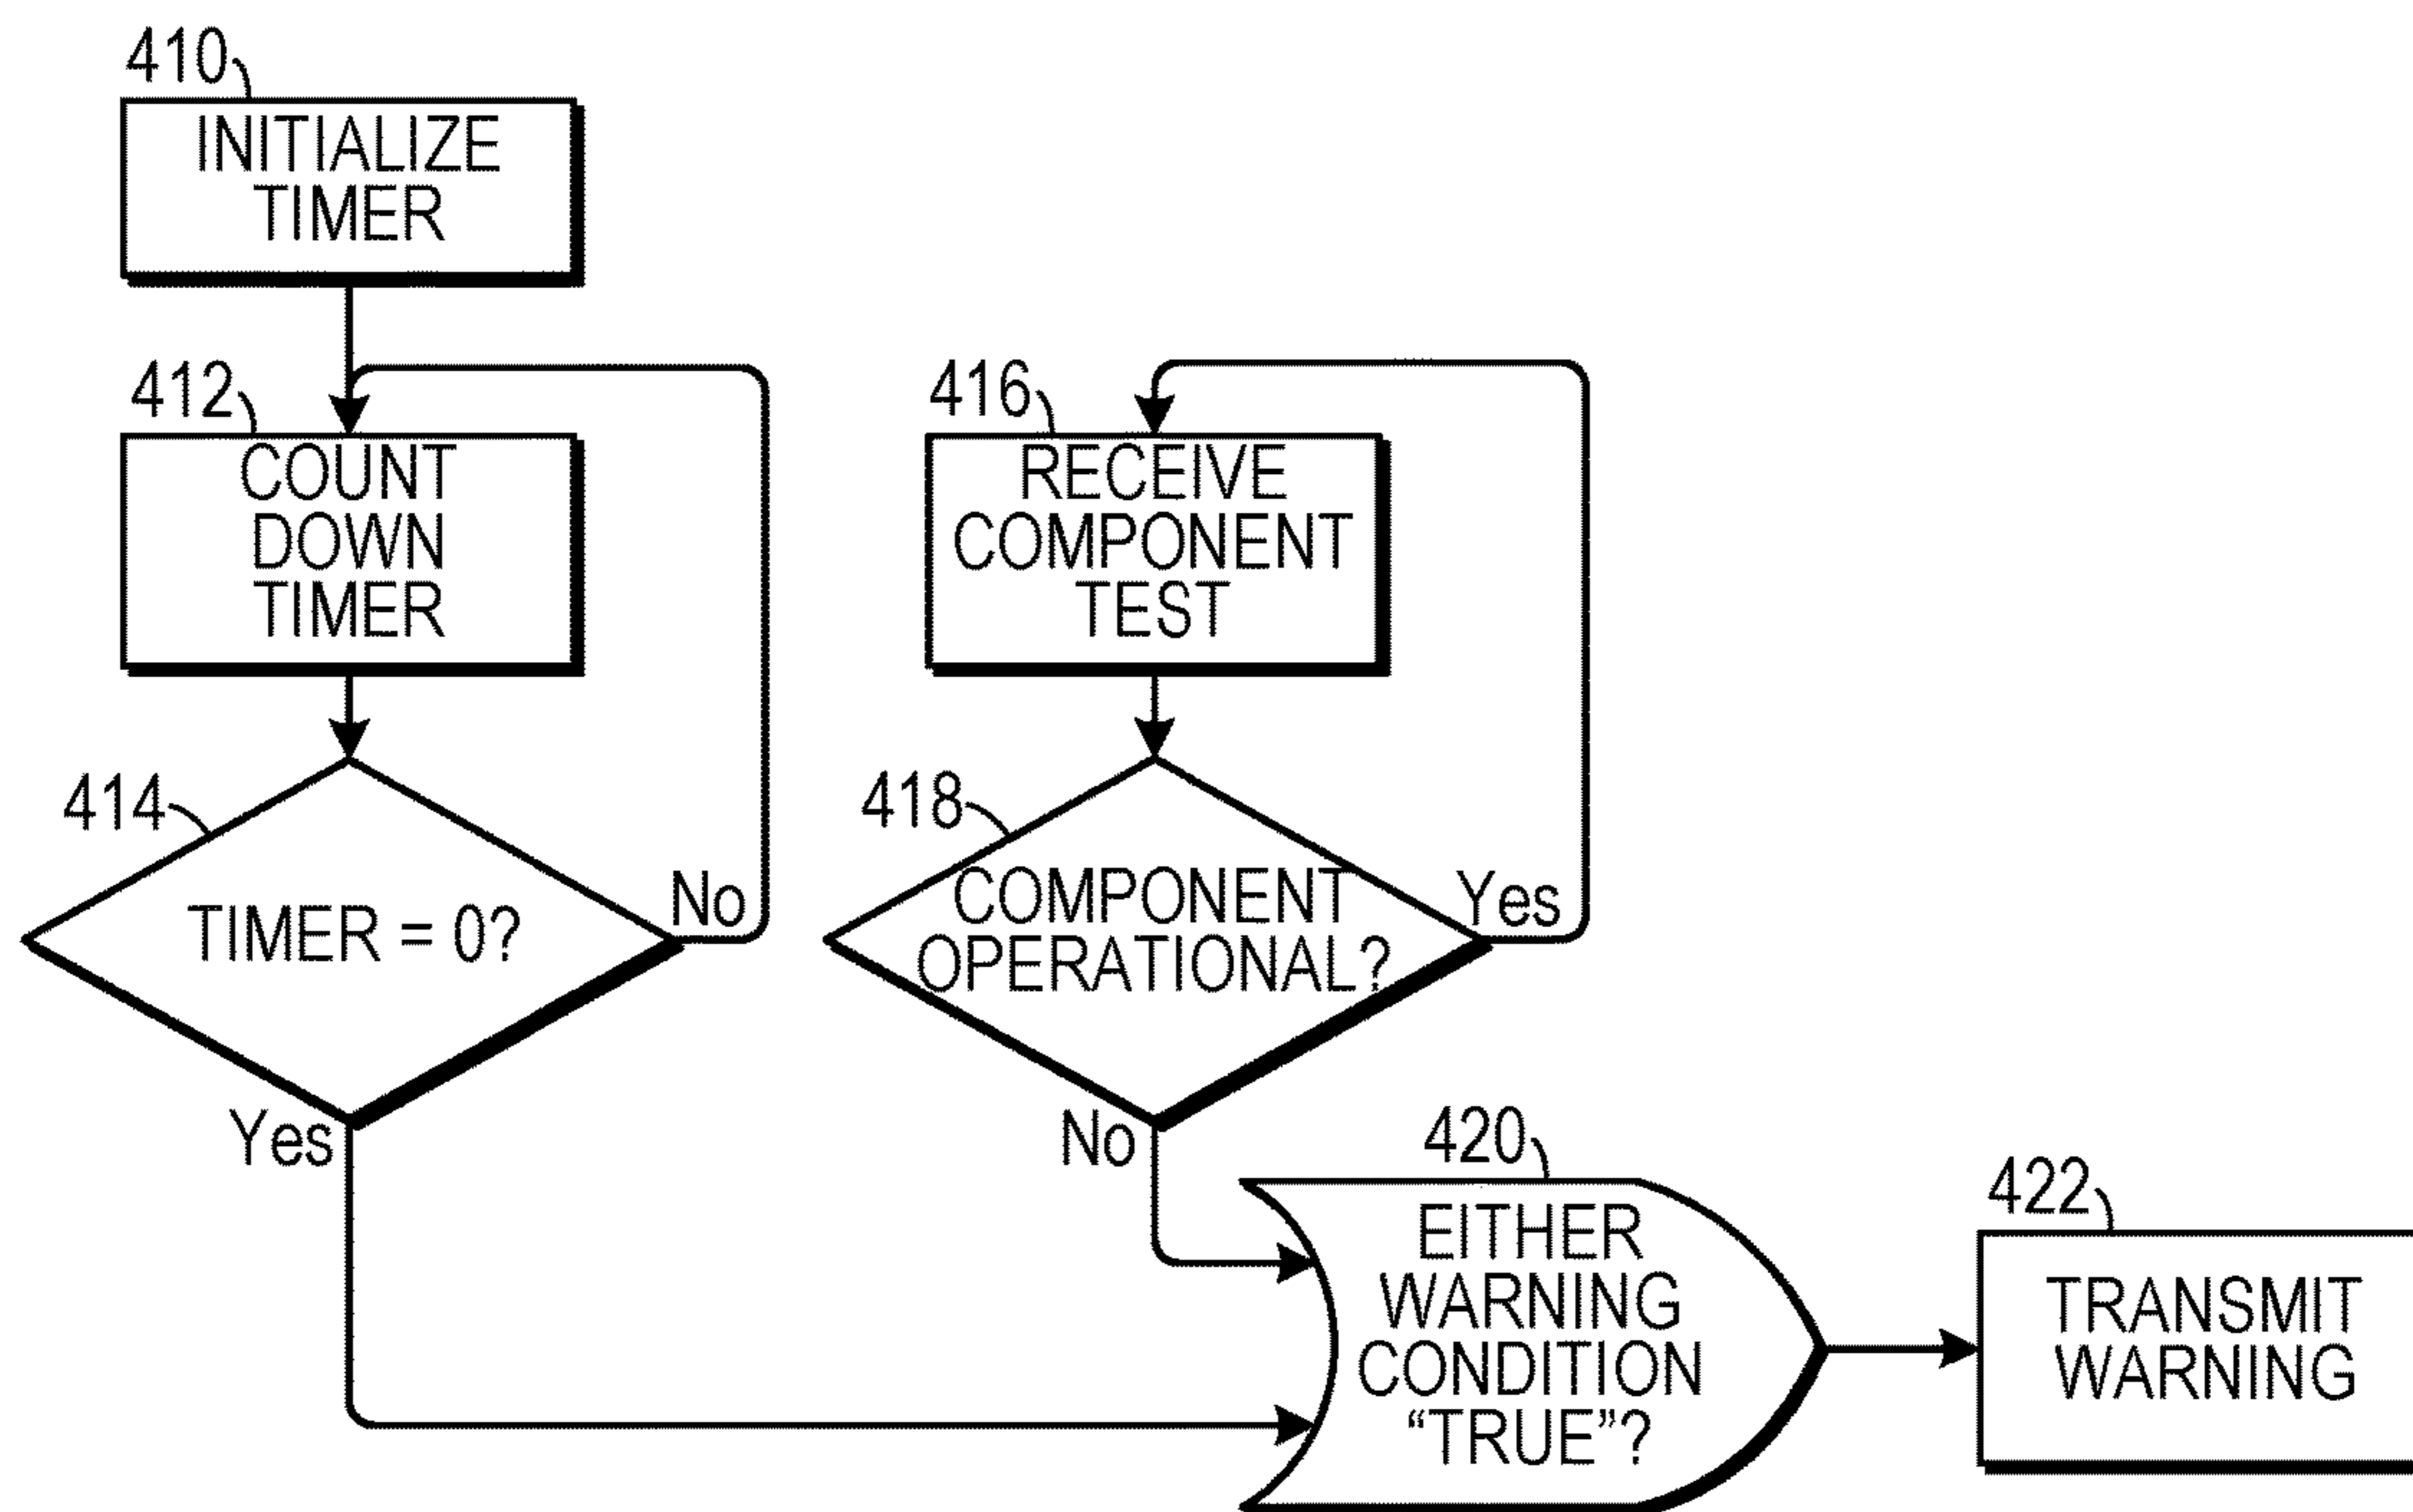 410
INITIALIZE
TIMER
412
COUNT
DOWN
TIMER
416
RECEIVE
COMPONENT
TEST
414
TIMER = 0?
No
Yes
418
COMPONENT
OPERATIONAL?
Yes
No
420
EITHER
WARNING
CONDITION
“TRUE”?
422
TRANSMIT
WARNING